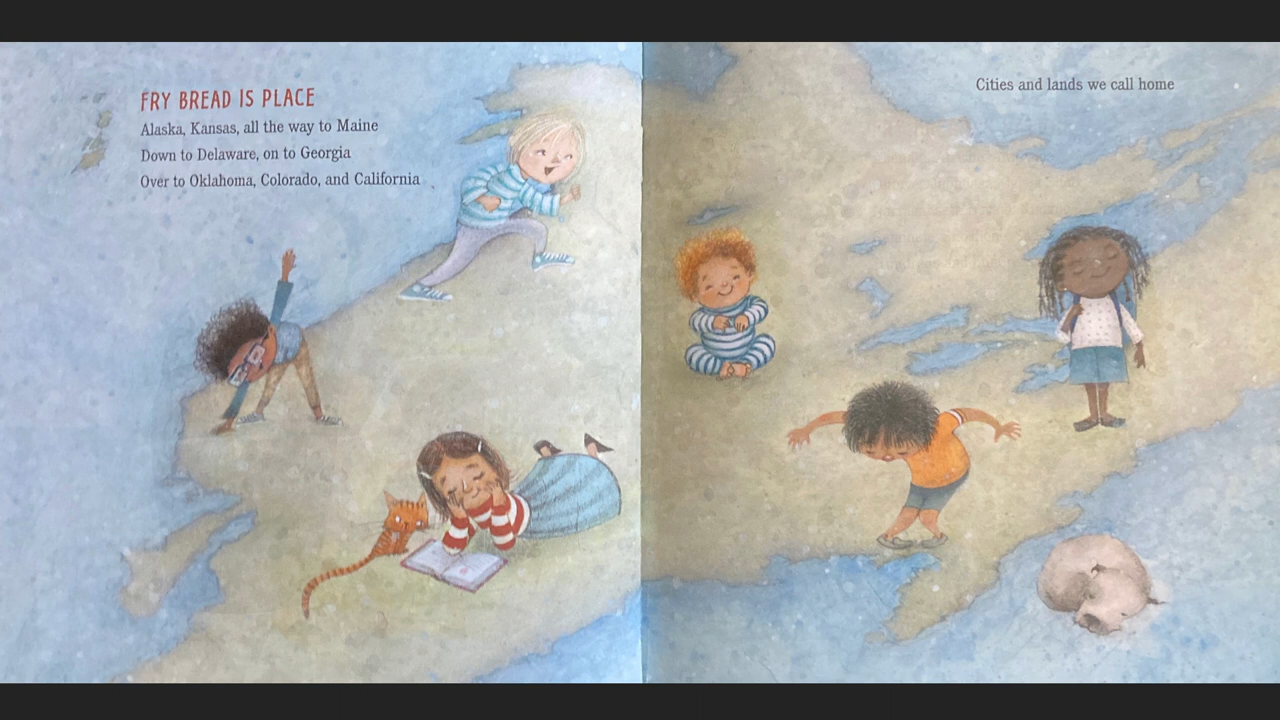 FRY BREAD IS PLACE
Alaska, Kansas, all the way to Maine
Down to Delaware, on to Georgia
Over to Oklahoma, Colorado, and California
Cities and lands we call home